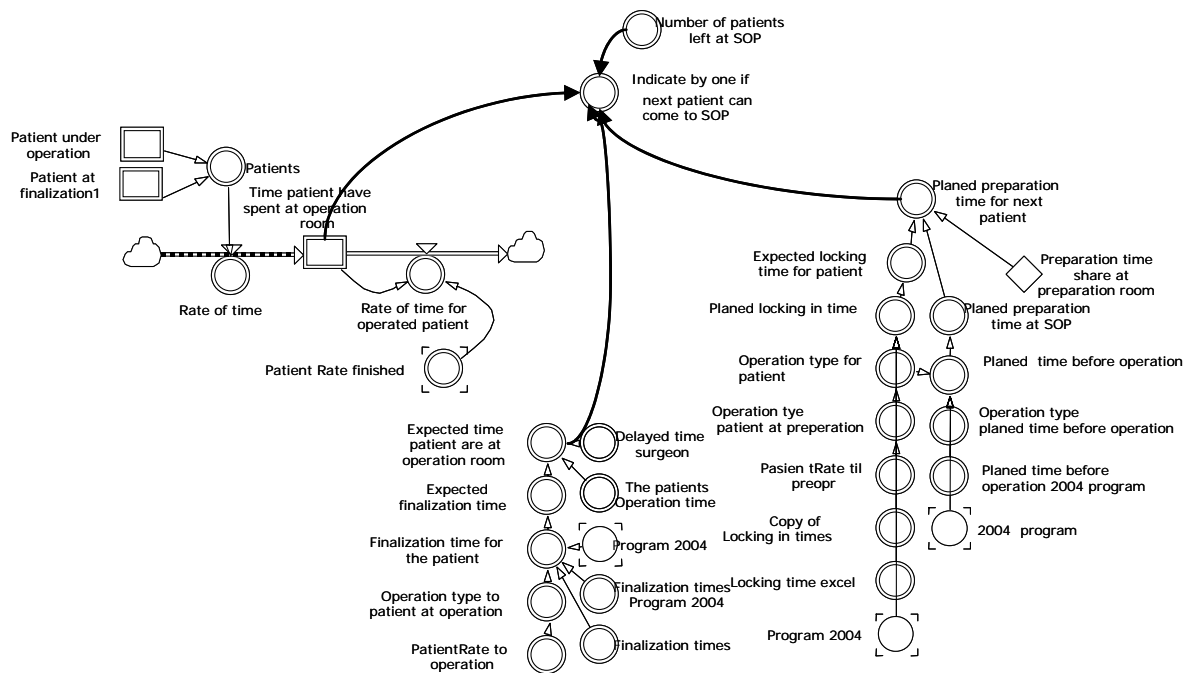 Number of patients
left at SOP
Indicate by one if
next patient can
come to SOP
Patient under
operation
Patient at
finalization1
Patients
Time patient have
spent at operation
room
Rate of time
Rate of time for
operated patient
Patient Rate finished
Planed preparation
time for next
patient
Expected locking
time for patient
Preparation time
share at
preparation room
Planed locking in time
Planed preparation
time at SOP
Operation type for
patient
Planed time before operation
Operation tye
patient at preperation
Operation type
planed time before operation
Pasien tRate til
preopr
Planed time before
operation 2004 program
Copy of
Locking in times
2004 program
Locking time excel
Program 2004
Expected time
patient are at
operation room
Delayed time
surgeon
Expected
finalization time
The patients
Operation time
Finalization time for
the patient
Program 2004
Operation type to
patient at operation
Finalization times
Program 2004
PatientRate to
operation
Finalization times